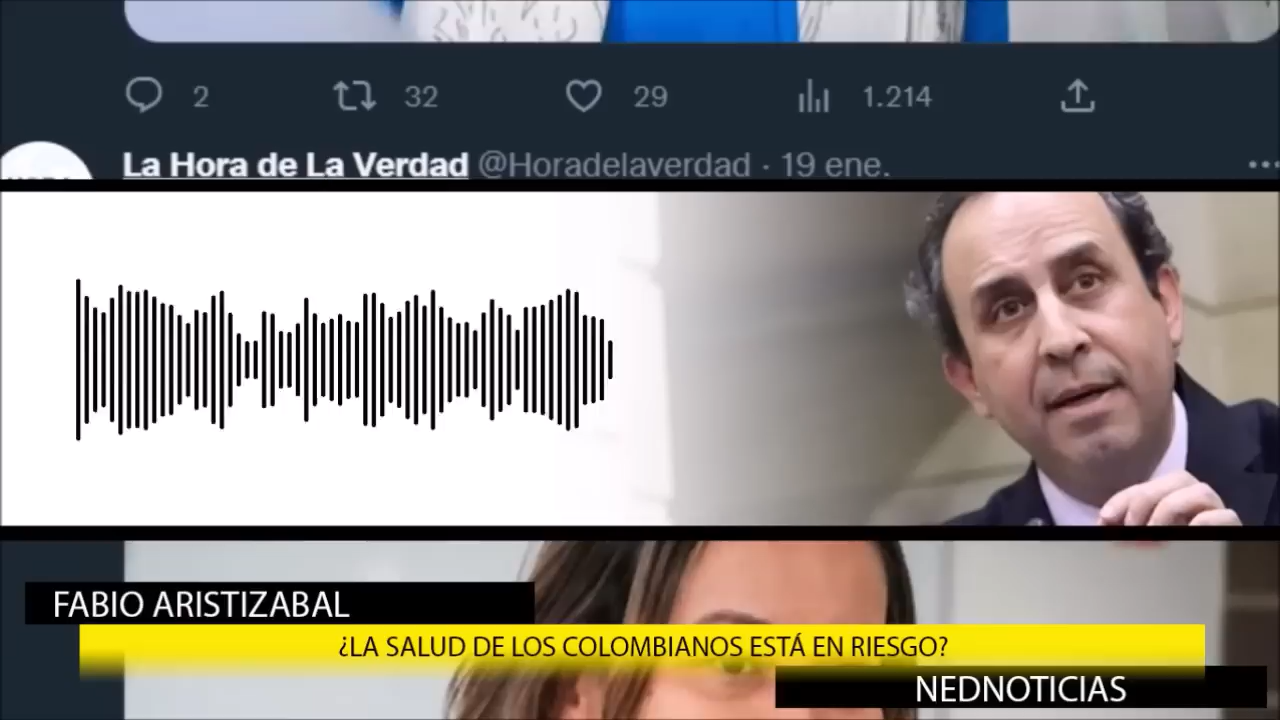 2 32 29 1.214
La Hora de La Verdad @Horadelaverdad · 19 ene.
FABIO ARISTIZABAL
¿LA SALUD DE LOS COLOMBIANOS ESTÁ EN RIESGO?
NEDNOTICIAS